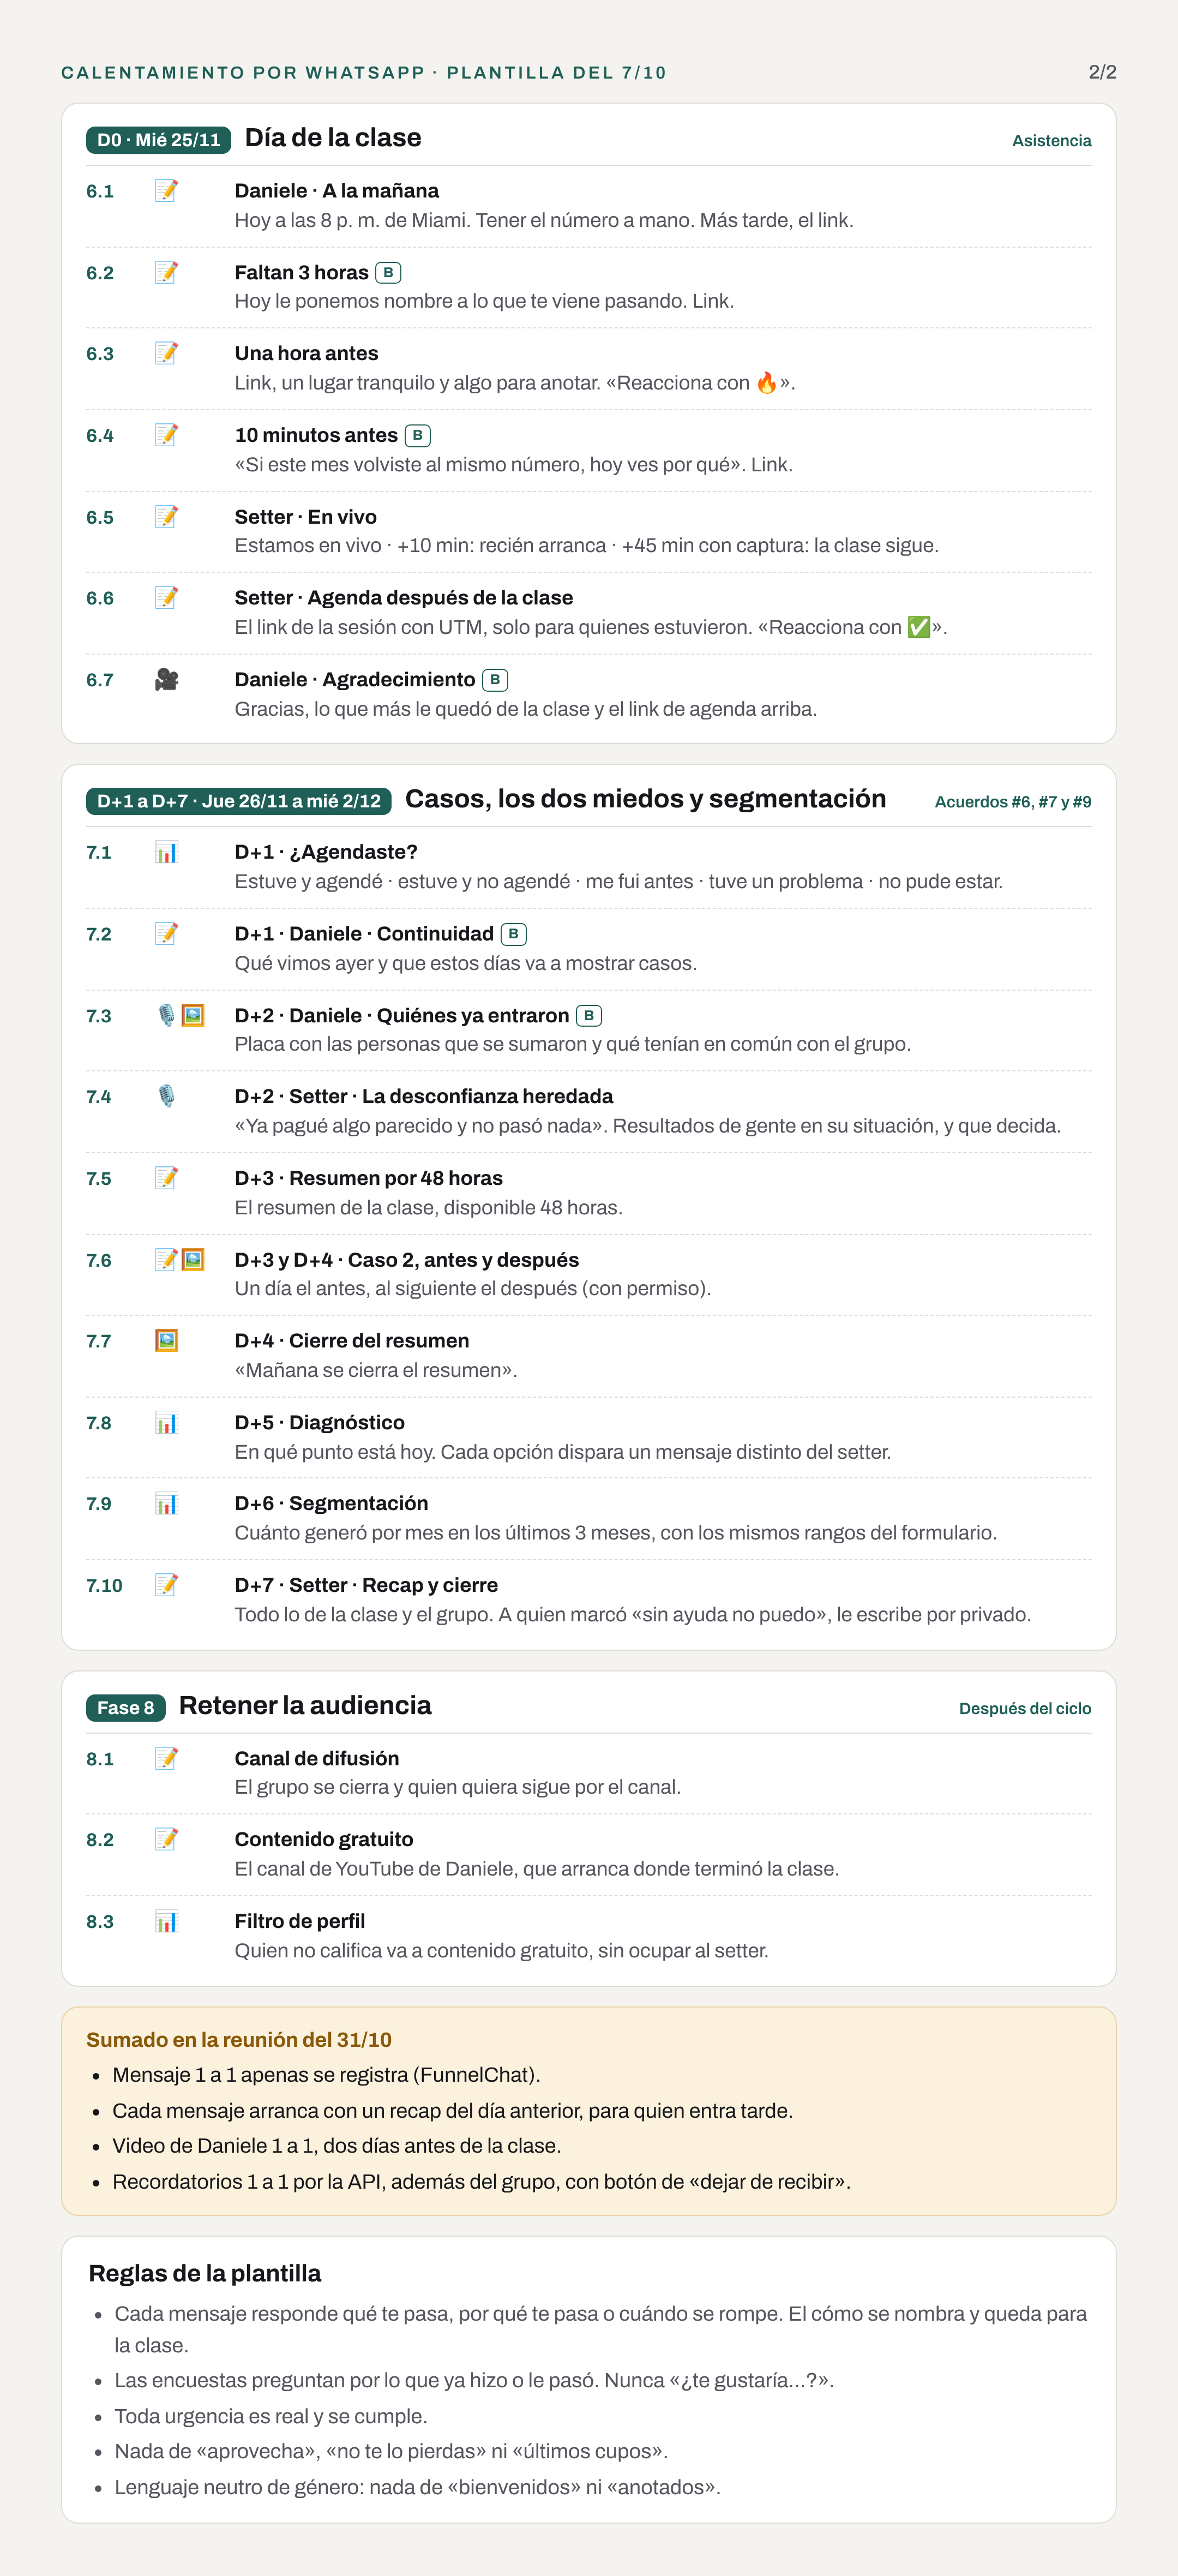 CALENTAMIENTO POR WHATSAPP · PLANTILLA DEL 7/10
2/2
D0 · Mié 25/11 Día de la clase
Asistencia
6.1 📝 Daniele · A la mañana
Hoy a las 8 p. m. de Miami. Tener el número a mano. Más tarde, el link.
6.2 📝 Faltan 3 horas B
Hoy le ponemos nombre a lo que te viene pasando. Link.
6.3 📝 Una hora antes
Link, un lugar tranquilo y algo para anotar. «Reacciona con 🔥».
6.4 📝 10 minutos antes B
«Si este mes volviste al mismo número, hoy ves por qué». Link.
6.5 📝 Setter · En vivo
Estamos en vivo · +10 min: recién arranca · +45 min con captura: la clase sigue.
6.6 📝 Setter · Agenda después de la clase
El link de la sesión con UTM, solo para quienes estuvieron. «Reacciona con ✅».
6.7 🎥 Daniele · Agradecimiento B
Gracias, lo que más le quedó de la clase y el link de agenda arriba.
D+1 a D+7 · Jue 26/11 a mié 2/12 Casos, los dos miedos y segmentación
Acuerdos #6, #7 y #9
7.1 📊 D+1 · ¿Agendaste?
Estuve y agendé · estuve y no agendé · me fui antes · tuve un problema · no pude estar.
7.2 📝 D+1 · Daniele · Continuidad B
Qué vimos ayer y que estos días va a mostrar casos.
7.3 🎙️🖼️ D+2 · Daniele · Quiénes ya entraron B
Placa con las personas que se sumaron y qué tenían en común con el grupo.
7.4 🎙️ D+2 · Setter · La desconfianza heredada
«Ya pagué algo parecido y no pasó nada». Resultados de gente en su situación, y que decida.
7.5 📝 D+3 · Resumen por 48 horas
El resumen de la clase, disponible 48 horas.
7.6 📝🖼️ D+3 y D+4 · Caso 2, antes y después
Un día el antes, al siguiente el después (con permiso).
7.7 🖼️ D+4 · Cierre del resumen
«Mañana se cierra el resumen».
7.8 📊 D+5 · Diagnóstico
En qué punto está hoy. Cada opción dispara un mensaje distinto del setter.
7.9 📊 D+6 · Segmentación
Cuánto generó por mes en los últimos 3 meses, con los mismos rangos del formulario.
7.10 📝 D+7 · Setter · Recap y cierre
Todo lo de la clase y el grupo. A quien marcó «sin ayuda no puedo», le escribe por privado.
Fase 8 Retener la audiencia
Después del ciclo
8.1 📝 Canal de difusión
El grupo se cierra y quien quiera sigue por el canal.
8.2 📝 Contenido gratuito
El canal de YouTube de Daniele, que arranca donde terminó la clase.
8.3 📊 Filtro de perfil
Quien no califica va a contenido gratuito, sin ocupar al setter.
Sumado en la reunión del 31/10
• Mensaje 1 a 1 apenas se registra (FunnelChat).
• Cada mensaje arranca con un recap del día anterior, para quien entra tarde.
• Video de Daniele 1 a 1, dos días antes de la clase.
• Recordatorios 1 a 1 por la API, además del grupo, con botón de «dejar de recibir».
Reglas de la plantilla
• Cada mensaje responde qué te pasa, por qué te pasa o cuándo se rompe. El cómo se nombra y queda para
la clase.
• Las encuestas preguntan por lo que ya hizo o le pasó. Nunca «¿te gustaría…?».
• Toda urgencia es real y se cumple.
• Nada de «aprovecha», «no te lo pierdas» ni «últimos cupos».
• Lenguaje neutro de género: nada de «bienvenidos» ni «anotados».